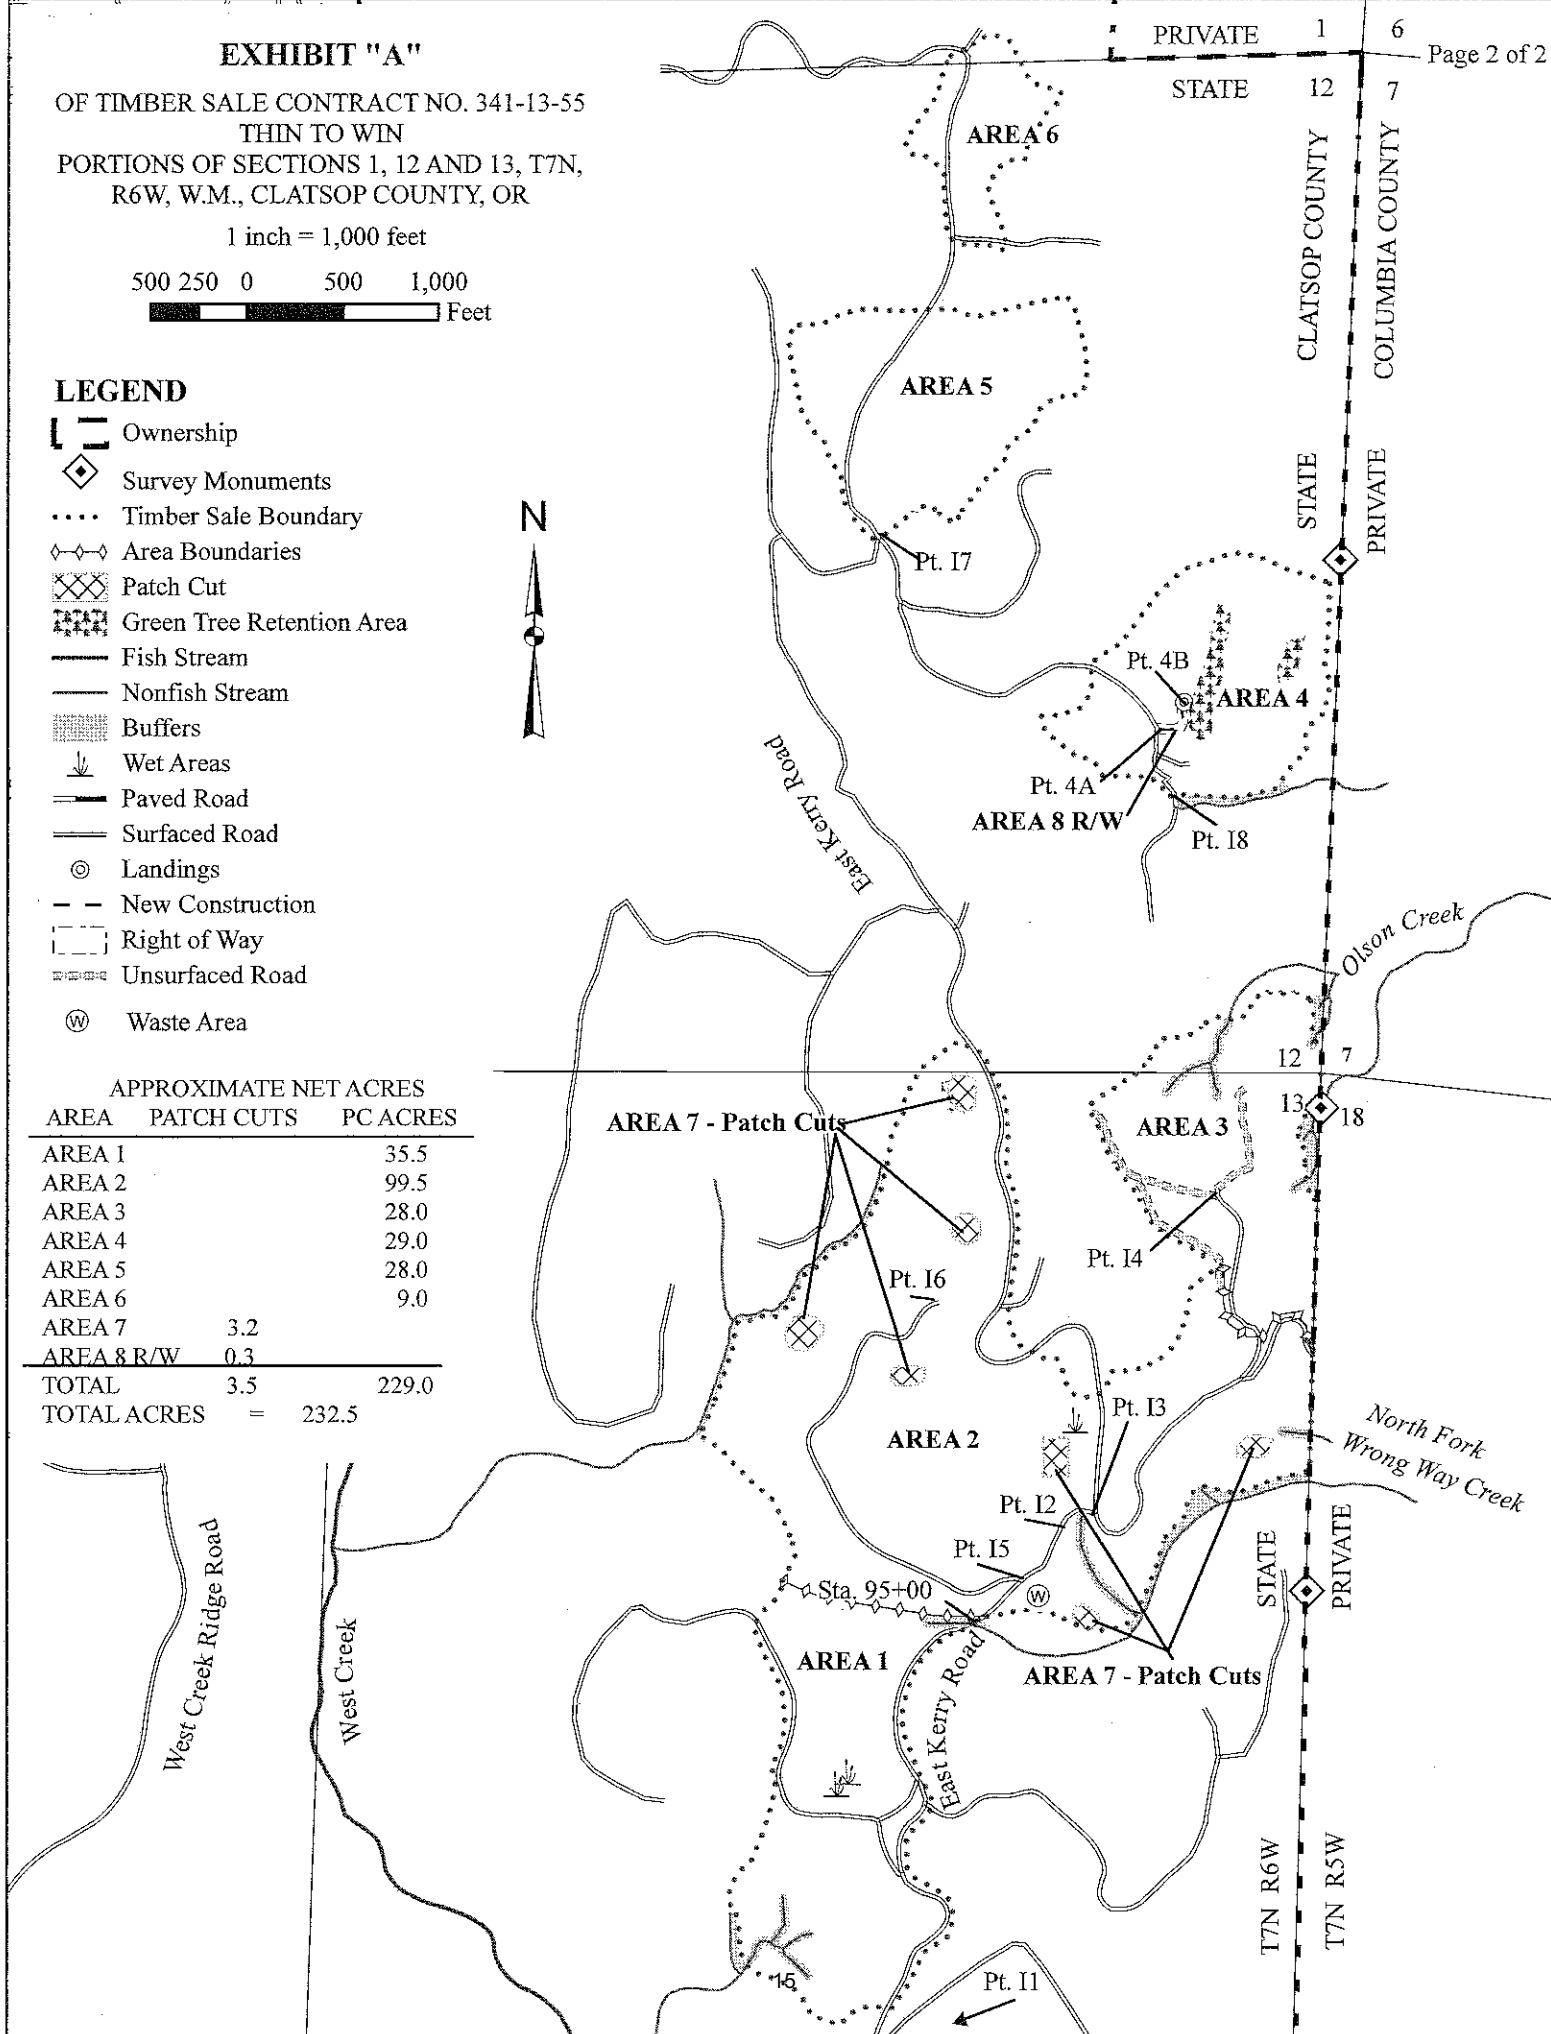 EXHIBIT "A"
OF TIMBER SALE CONTRACT NO. 341-13-55
THIN TO WIN
PORTIONS OF SECTIONS 1, 12 AND 13, T7N,
R6W, W.M., CLATSOP COUNTY, OR
1 inch = 1,000 feet
500 250 0 500 1,000
Feet
PRIVATE 1 6
Page 2 of 2
STATE 12 7
CLATSOP COUNTY
COLUMBIA COUNTY
STATE
PRIVATE
LEGEND
Ownership
Survey Monuments
Timber Sale Boundary
Area Boundaries
Patch Cut
Green Tree Retention Area
Fish Stream
Nonfish Stream
Buffers
Wet Areas
Paved Road
Surfaced Road
Landings
New Construction
Right of Way
Unsurfaced Road
W Waste Area
N
APPROXIMATE NET ACRES
AREA PATCH CUTS PC ACRES
AREA 1 35.5
AREA 2 99.5
AREA 3 28.0
AREA 4 29.0
AREA 5 28.0
AREA 6 9.0
AREA 7 3.2
AREA 8 R/W 0.3
TOTAL 3.5 229.0
TOTAL ACRES = 232.5
AREA 6
AREA 5
Pt. I7
Pt. 4B
AREA 4
Pt. 4A
AREA 8 R/W
Pt. I8
East Kerry Road
Olson Creek
12 7
13 18
AREA 7 - Patch Cuts
AREA 3
Pt. I4
Pt. I6
Pt. I3
AREA 2
North Fork
Wrong Way Creek
Pt. I2
Pt. I5
STATE
PRIVATE
Sta. 95+00
W
AREA 1
East Kerry Road
AREA 7 - Patch Cuts
West Creek Ridge Road
West Creek
T7N R6W
T7N R5W
15
Pt. I1